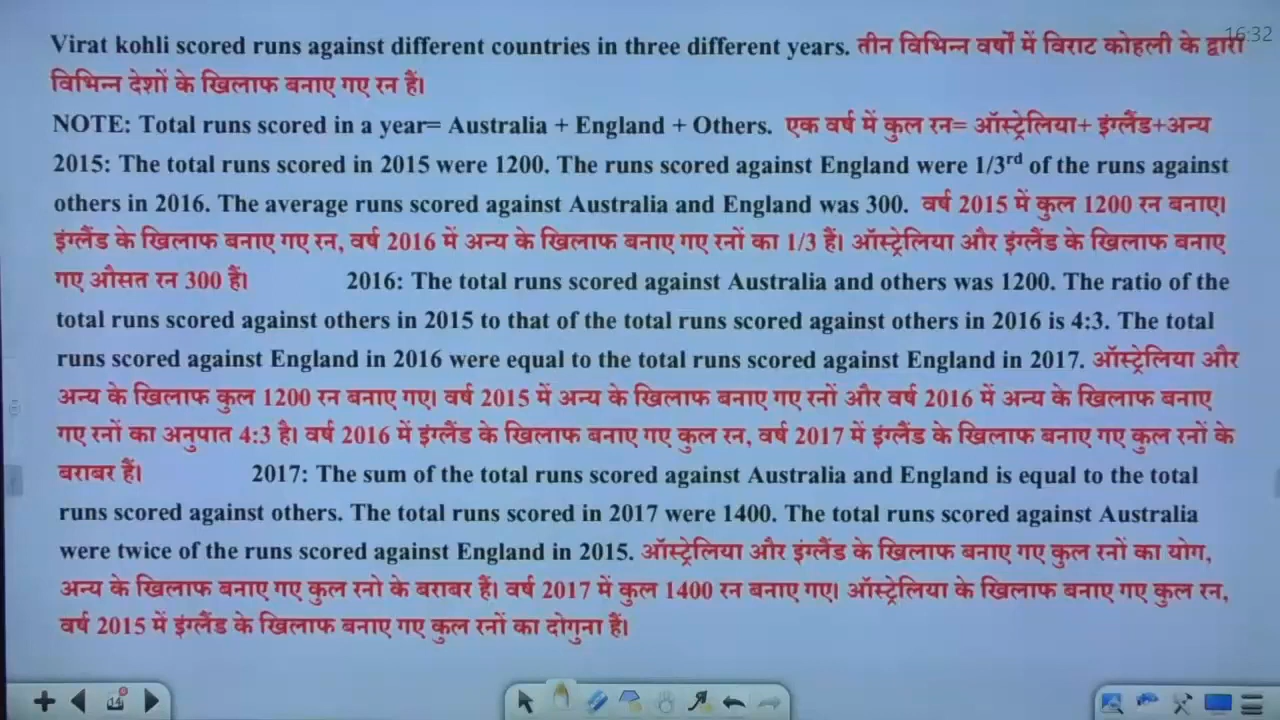 16:32
Virat kohli scored runs against different countries in three different years. तीन विभिन्न वर्षों में विराट कोहली के द्वारा
विभिन्न देशों के खिलाफ बनाए गए रन हैं।
NOTE: Total runs scored in a year= Australia + England + Others. एक वर्ष में कुल रन= ऑस्ट्रेलिया+ इंग्लैंड+अन्य
2015: The total runs scored in 2015 were 1200. The runs scored against England were 1/3rd of the runs against
others in 2016. The average runs scored against Australia and England was 300. वर्ष 2015 में कुल 1200 रन बनाए।
इंग्लैंड के खिलाफ बनाए गए रन, वर्ष 2016 में अन्य के खिलाफ बनाए गए रनों का 1/3 हैं। ऑस्ट्रेलिया और इंग्लैंड के खिलाफ बनाए
गए औसत रन 300 हैं। 2016: The total runs scored against Australia and others was 1200. The ratio of the
total runs scored against others in 2015 to that of the total runs scored against others in 2016 is 4:3. The total
runs scored against England in 2016 were equal to the total runs scored against England in 2017. ऑस्ट्रेलिया और
अन्य के खिलाफ कुल 1200 रन बनाए गए। वर्ष 2015 में अन्य के खिलाफ बनाए गए रनों और वर्ष 2016 में अन्य के खिलाफ बनाए
गए रनों का अनुपात 4:3 है। वर्ष 2016 में इंग्लैंड के खिलाफ बनाए गए कुल रन, वर्ष 2017 में इंग्लैंड के खिलाफ बनाए गए कुल रनों के
बराबर हैं। 2017: The sum of the total runs scored against Australia and England is equal to the total
runs scored against others. The total runs scored in 2017 were 1400. The total runs scored against Australia
were twice of the runs scored against England in 2015. ऑस्ट्रेलिया और इंग्लैंड के खिलाफ बनाए गए कुल रनों का योग,
अन्य के खिलाफ बनाए गए कुल रनो के बराबर हैं। वर्ष 2017 में कुल 1400 रन बनाए गए। ऑस्ट्रेलिया के खिलाफ बनाए गए कुल रन,
वर्ष 2015 में इंग्लैंड के खिलाफ बनाए गए कुल रनों का दोगुना हैं।
14